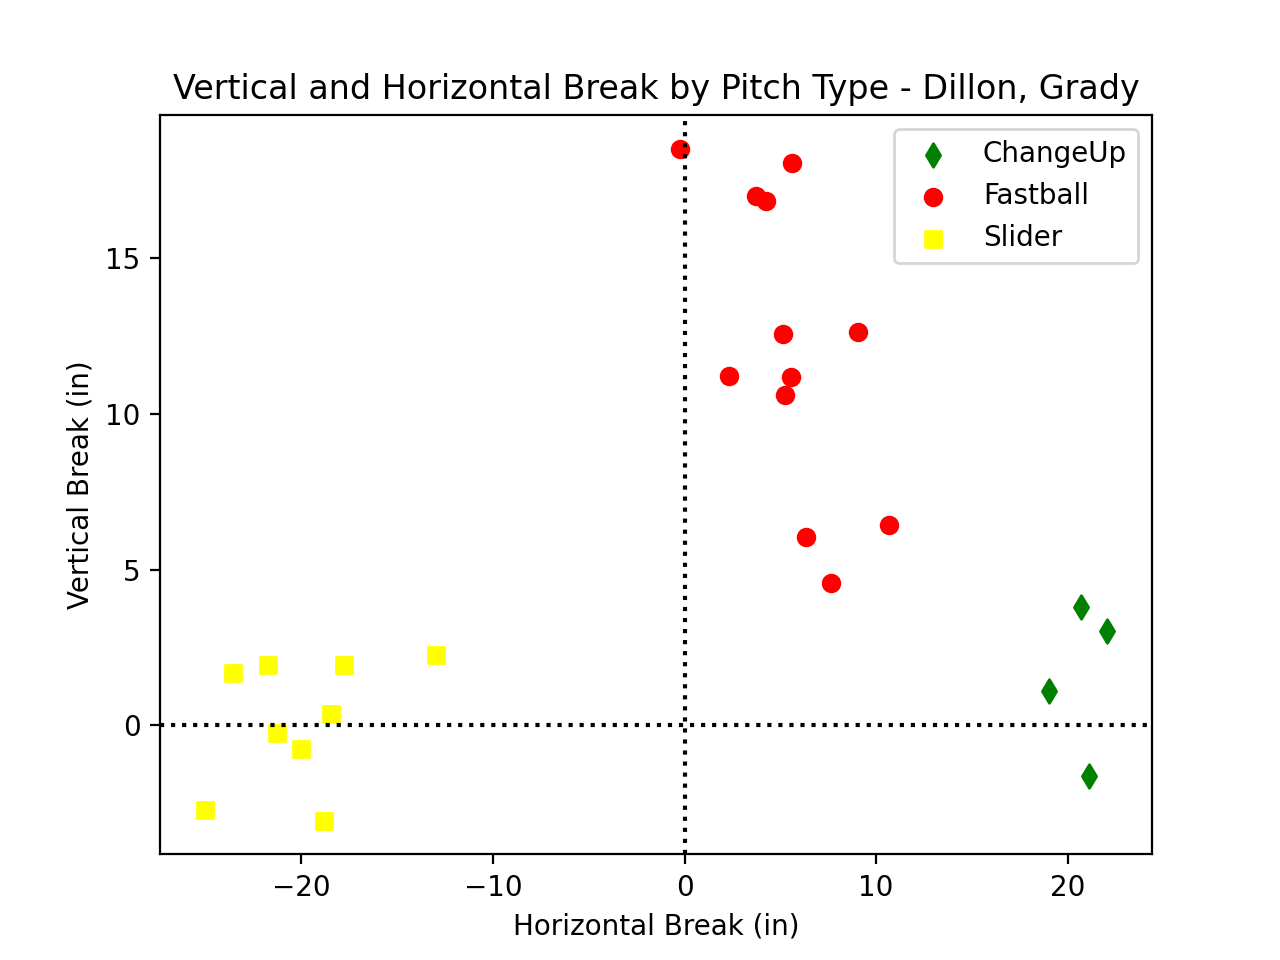 Vertical and Horizontal Break by Pitch Type - Dillon, Grady
ChangeUp
Fastball
Slider
15
10
5
0
Vertical Break (in)
−20 −10 0 10 20
Horizontal Break (in)